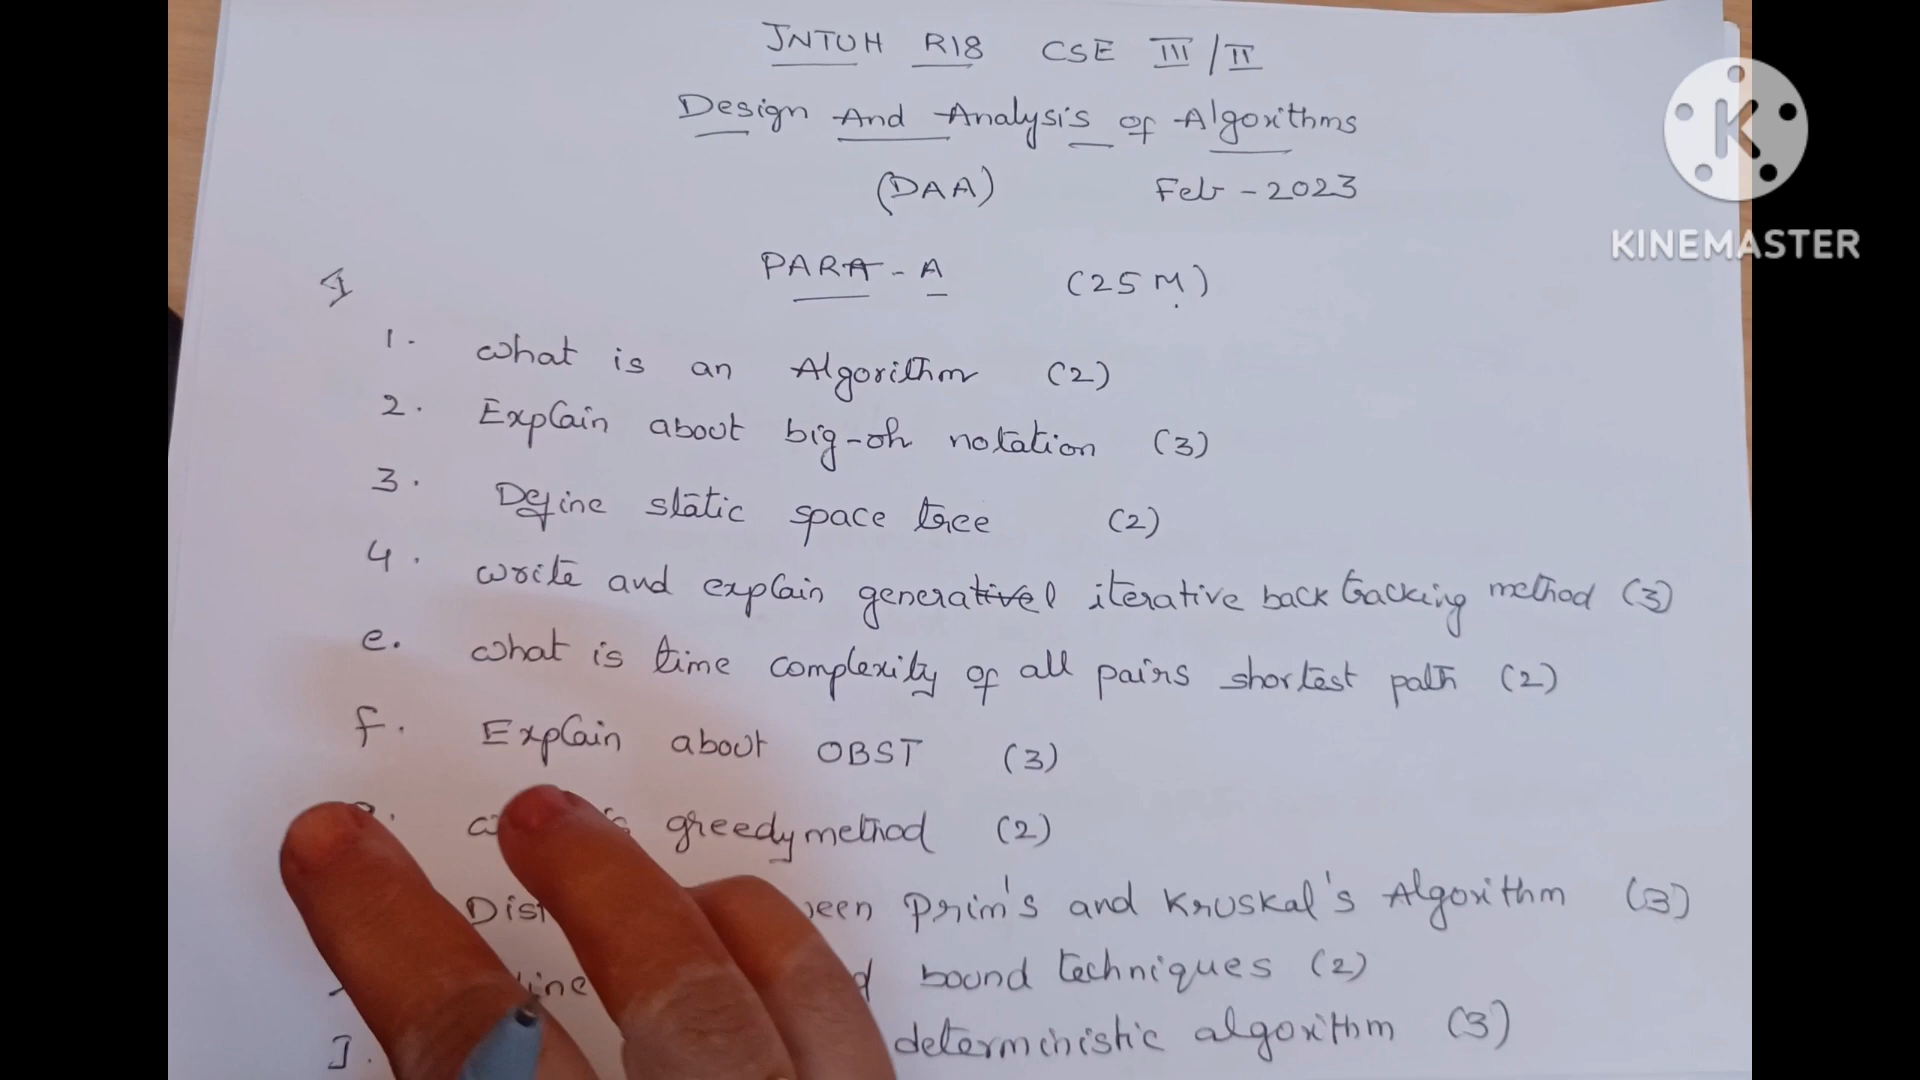 JNTUH R18 CSE III/II
Design And Analysis of Algorithms
(DAA) Feb - 2023
PARA - A (25 M)
1. what is an Algorithm (2)
2. Explain about big-oh notation (3)
3. Define static space tree (2)
4. write and explain general iterative back tracking method (3)
e. what is time complexity of all pairs shortest path (2)
f. Explain about OBST (3)
greedy method (2)
Prim's and Kruskal's Algorithm (3)
bound techniques (2)
J. deterministic algorithm (3)
K
KINEMASTER